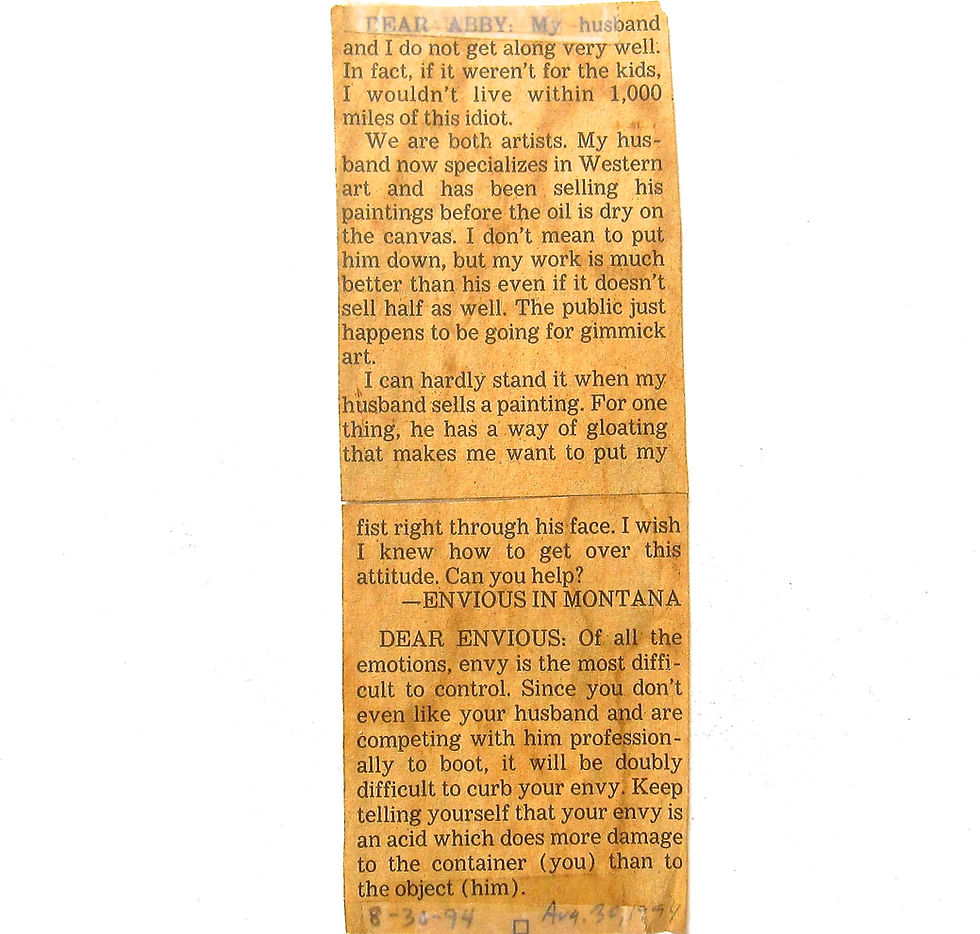 DEAR ABBY: My husband
and I do not get along very well.
In fact, if it weren't for the kids,
I wouldn't live within 1,000
miles of this idiot.
We are both artists. My hus-
band now specializes in Western
art and has been selling his
paintings before the oil is dry on
the canvas. I don't mean to put
him down, but my work is much
better than his even if it doesn't
sell half as well. The public just
happens to be going for gimmick
art.
I can hardly stand it when my
husband sells a painting. For one
thing, he has a way of gloating
that makes me want to put my
fist right through his face. I wish
I knew how to get over this
attitude. Can you help?
—ENVIOUS IN MONTANA
DEAR ENVIOUS: Of all the
emotions, envy is the most diffi-
cult to control. Since you don't
even like your husband and are
competing with him profession-
ally to boot, it will be doubly
difficult to curb your envy. Keep
telling yourself that your envy is
an acid which does more damage
to the container (you) than to
the object (him).
8-30-94 Aug. 30, 1994